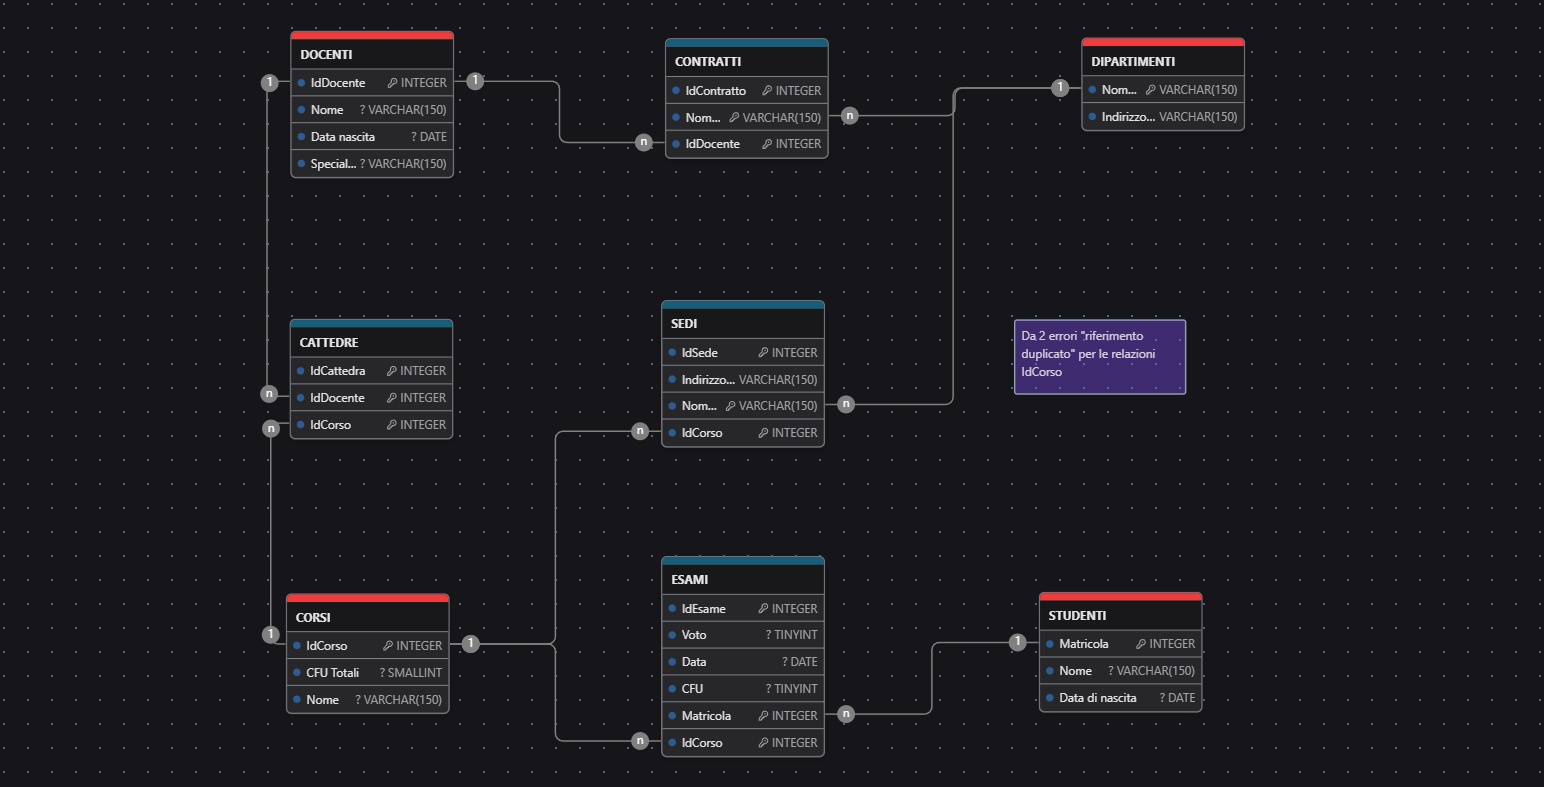 DOCENTI
IdDocente INTEGER
Nome ? VARCHAR(150)
Data nascita ? DATE
Special... ? VARCHAR(150)
CONTRATTI
IdContratto INTEGER
Nom... VARCHAR(150)
IdDocente INTEGER
DIPARTIMENTI
Nom... VARCHAR(150)
Indirizzo... VARCHAR(150)
1
1
n
n
1
CATTEDRE
IdCattedra INTEGER
IdDocente INTEGER
IdCorso INTEGER
n
n
SEDI
IdSede INTEGER
Indirizzo... VARCHAR(150)
Nom... VARCHAR(150)
IdCorso INTEGER
n
n
Da 2 errori "riferimento
duplicato" per le relazioni
IdCorso
CORSI
IdCorso INTEGER
CFU Totali ? SMALLINT
Nome ? VARCHAR(150)
1
1
ESAMI
IdEsame INTEGER
Voto ? TINYINT
Data ? DATE
CFU ? TINYINT
Matricola INTEGER
IdCorso INTEGER
n
n
1
STUDENTI
Matricola INTEGER
Nome ? VARCHAR(150)
Data di nascita ? DATE